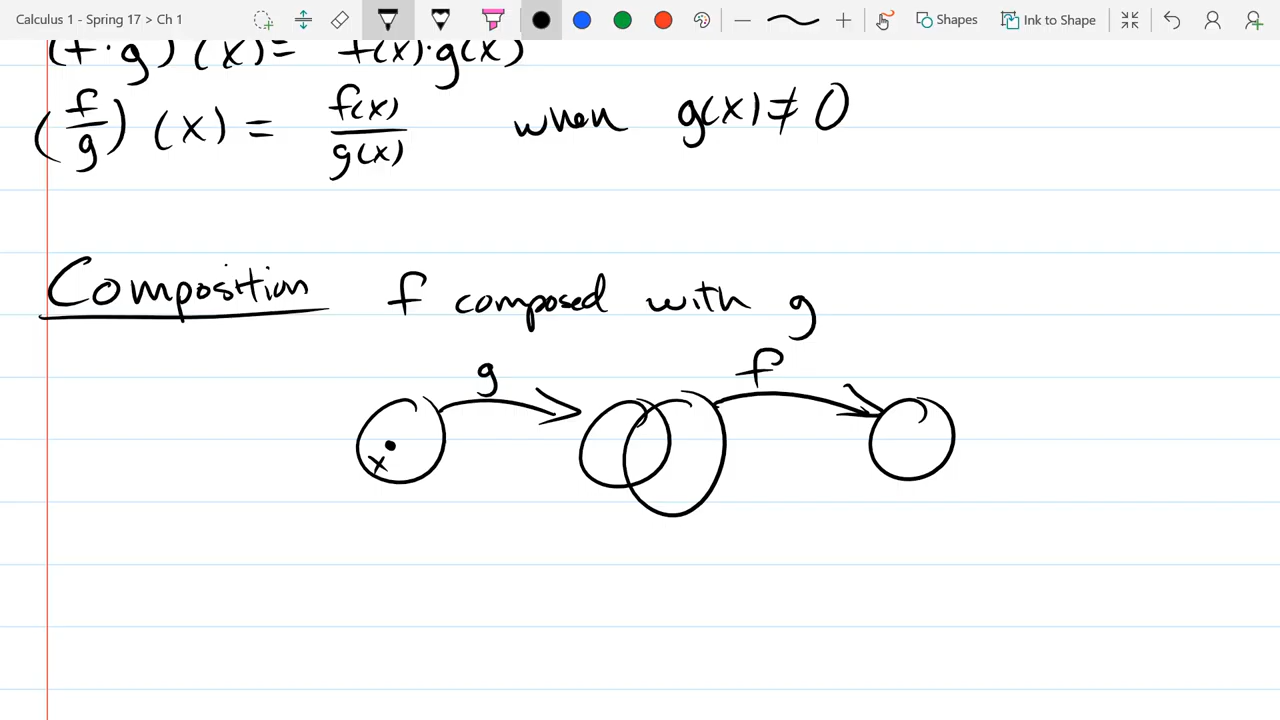 Calculus 1 - Spring 17 > Ch 1
Shapes
Ink to Shape
(f·g)(x)= f(x)·g(x)
(f/g)(x) = f(x)/g(x) when g(x)≠0
Composition f composed with g
g
f
x